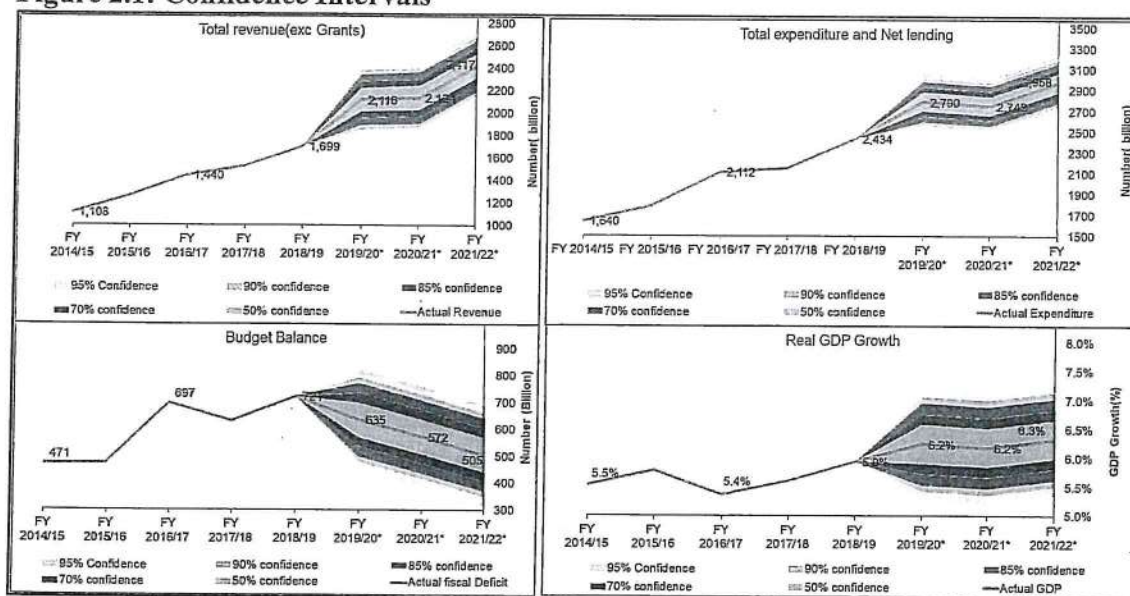 Figure 2.1: Confidence Intervals
Total revenue(exc Grants)
2800
2600
2400
2200
2000
1800
1600
1400
1200
1000
Number( billion)
1,108
1,440
1,699
2,116
FY 2014/15
FY 2015/16
FY 2016/17
FY 2017/18
FY 2018/19
FY 2019/20*
FY 2020/21*
FY 2021/22*
95% Confidence 90% confidence 85% confidence
70% confidence 50% confidence Actual Revenue
Total expenditure and Net lending
3500
3300
3100
2900
2700
2500
2300
2100
1900
1700
1500
Number( billion)
1,640
2,112
2,434
2,790
2,749
FY 2014/15 FY 2015/16 FY 2016/17 FY 2017/18 FY 2018/19
FY 2019/20*
FY 2020/21*
FY 2021/22*
95% Confidence 90% confidence 85% confidence
70% confidence 50% confidence Actual Expenditure
Budget Balance
900
800
700
600
500
400
300
Number (Billion)
471
697
635
572
505
FY 2014/15
FY 2015/16
FY 2016/17
FY 2017/18
FY 2018/19
FY 2019/20*
FY 2020/21*
FY 2021/22*
95% Confidence 90% confidence 85% confidence
70% confidence 50% confidence Actual fiscal Deficit
Real GDP Growth
8.0%
7.5%
7.0%
6.5%
6.0%
5.5%
5.0%
GDP Growth(%)
5.5%
5.4%
6.2%
6.2%
6.3%
FY 2014/15
FY 2015/16
FY 2016/17
FY 2017/18
FY 2018/19
FY 2019/20*
FY 2020/21*
FY 2021/22*
95% Confidence 90% confidence 85% confidence
70% confidence 50% confidence Actual GDP